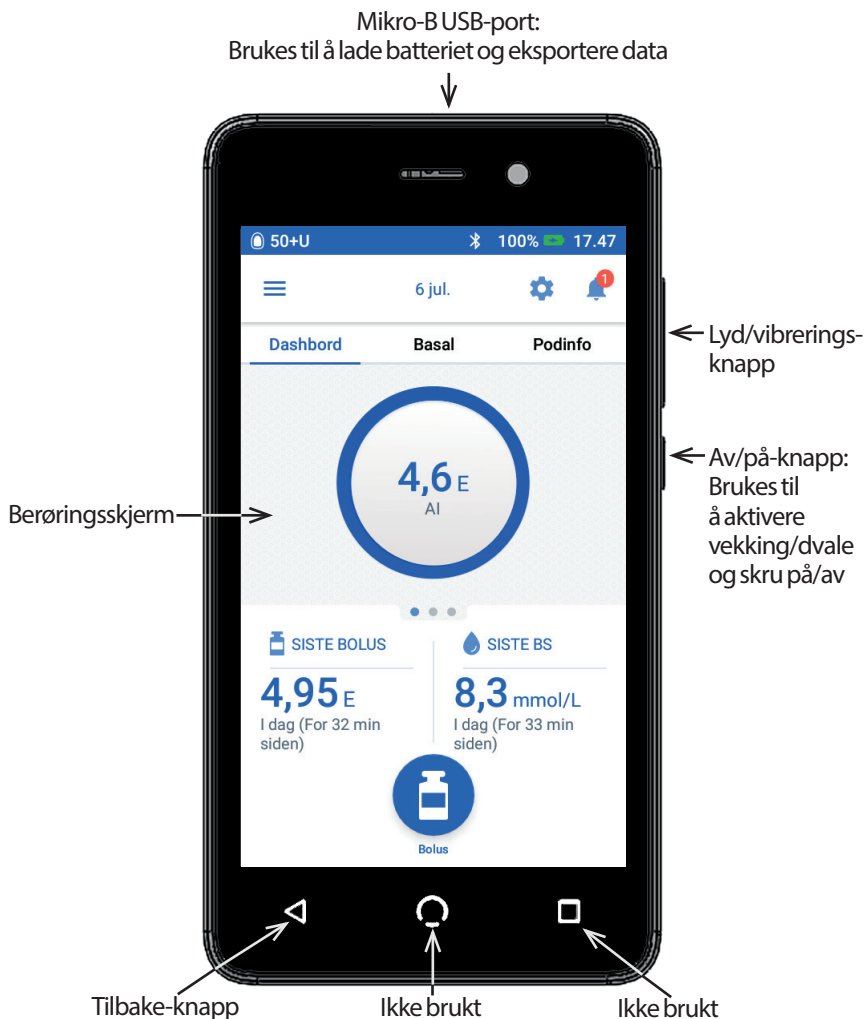 Mikro-B USB-port:
Brukes til å lade batteriet og eksportere data
50+U 100% 17.47
6 jul. 1
Dashbord Basal Podinfo
Lyd/vibrerings-
knapp
4,6 E
AI
Av/på-knapp:
Brukes til
å aktivere
vekking/dvale
og skru på/av
Berøringsskjerm
SISTE BOLUS
4,95 E
I dag (For 32 min
siden)
SISTE BS
8,3 mmol/L
I dag (For 33 min
siden)
Bolus
Tilbake-knapp
Ikke brukt
Ikke brukt